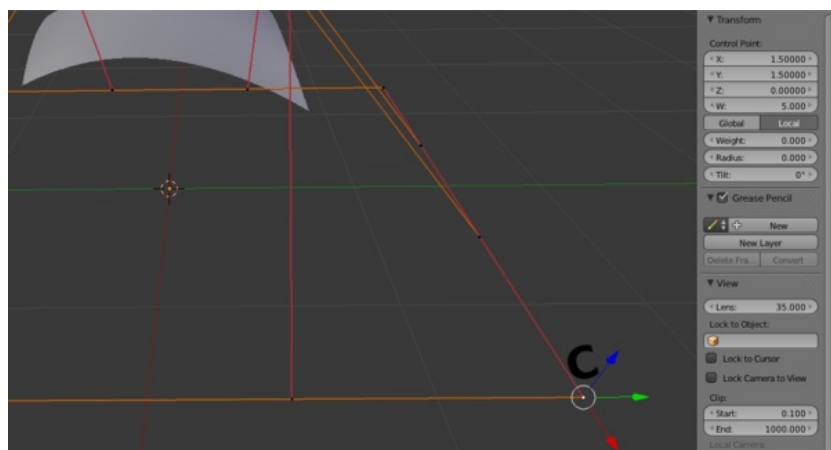 ▼ Transform
Control Point:
X: 1.50000
Y: 1.50000
Z: 0.00000
W: 5.000
Global Local
Weight: 0.000
Radius: 0.000
Tilt: 0°
▼ Grease Pencil
New
New Layer
Delete Fra... Convert
▼ View
Lens: 35.000
Lock to Object:
Lock to Cursor
Lock Camera to View
Clip:
Start: 0.100
End: 1000.000
Local Camera:
C